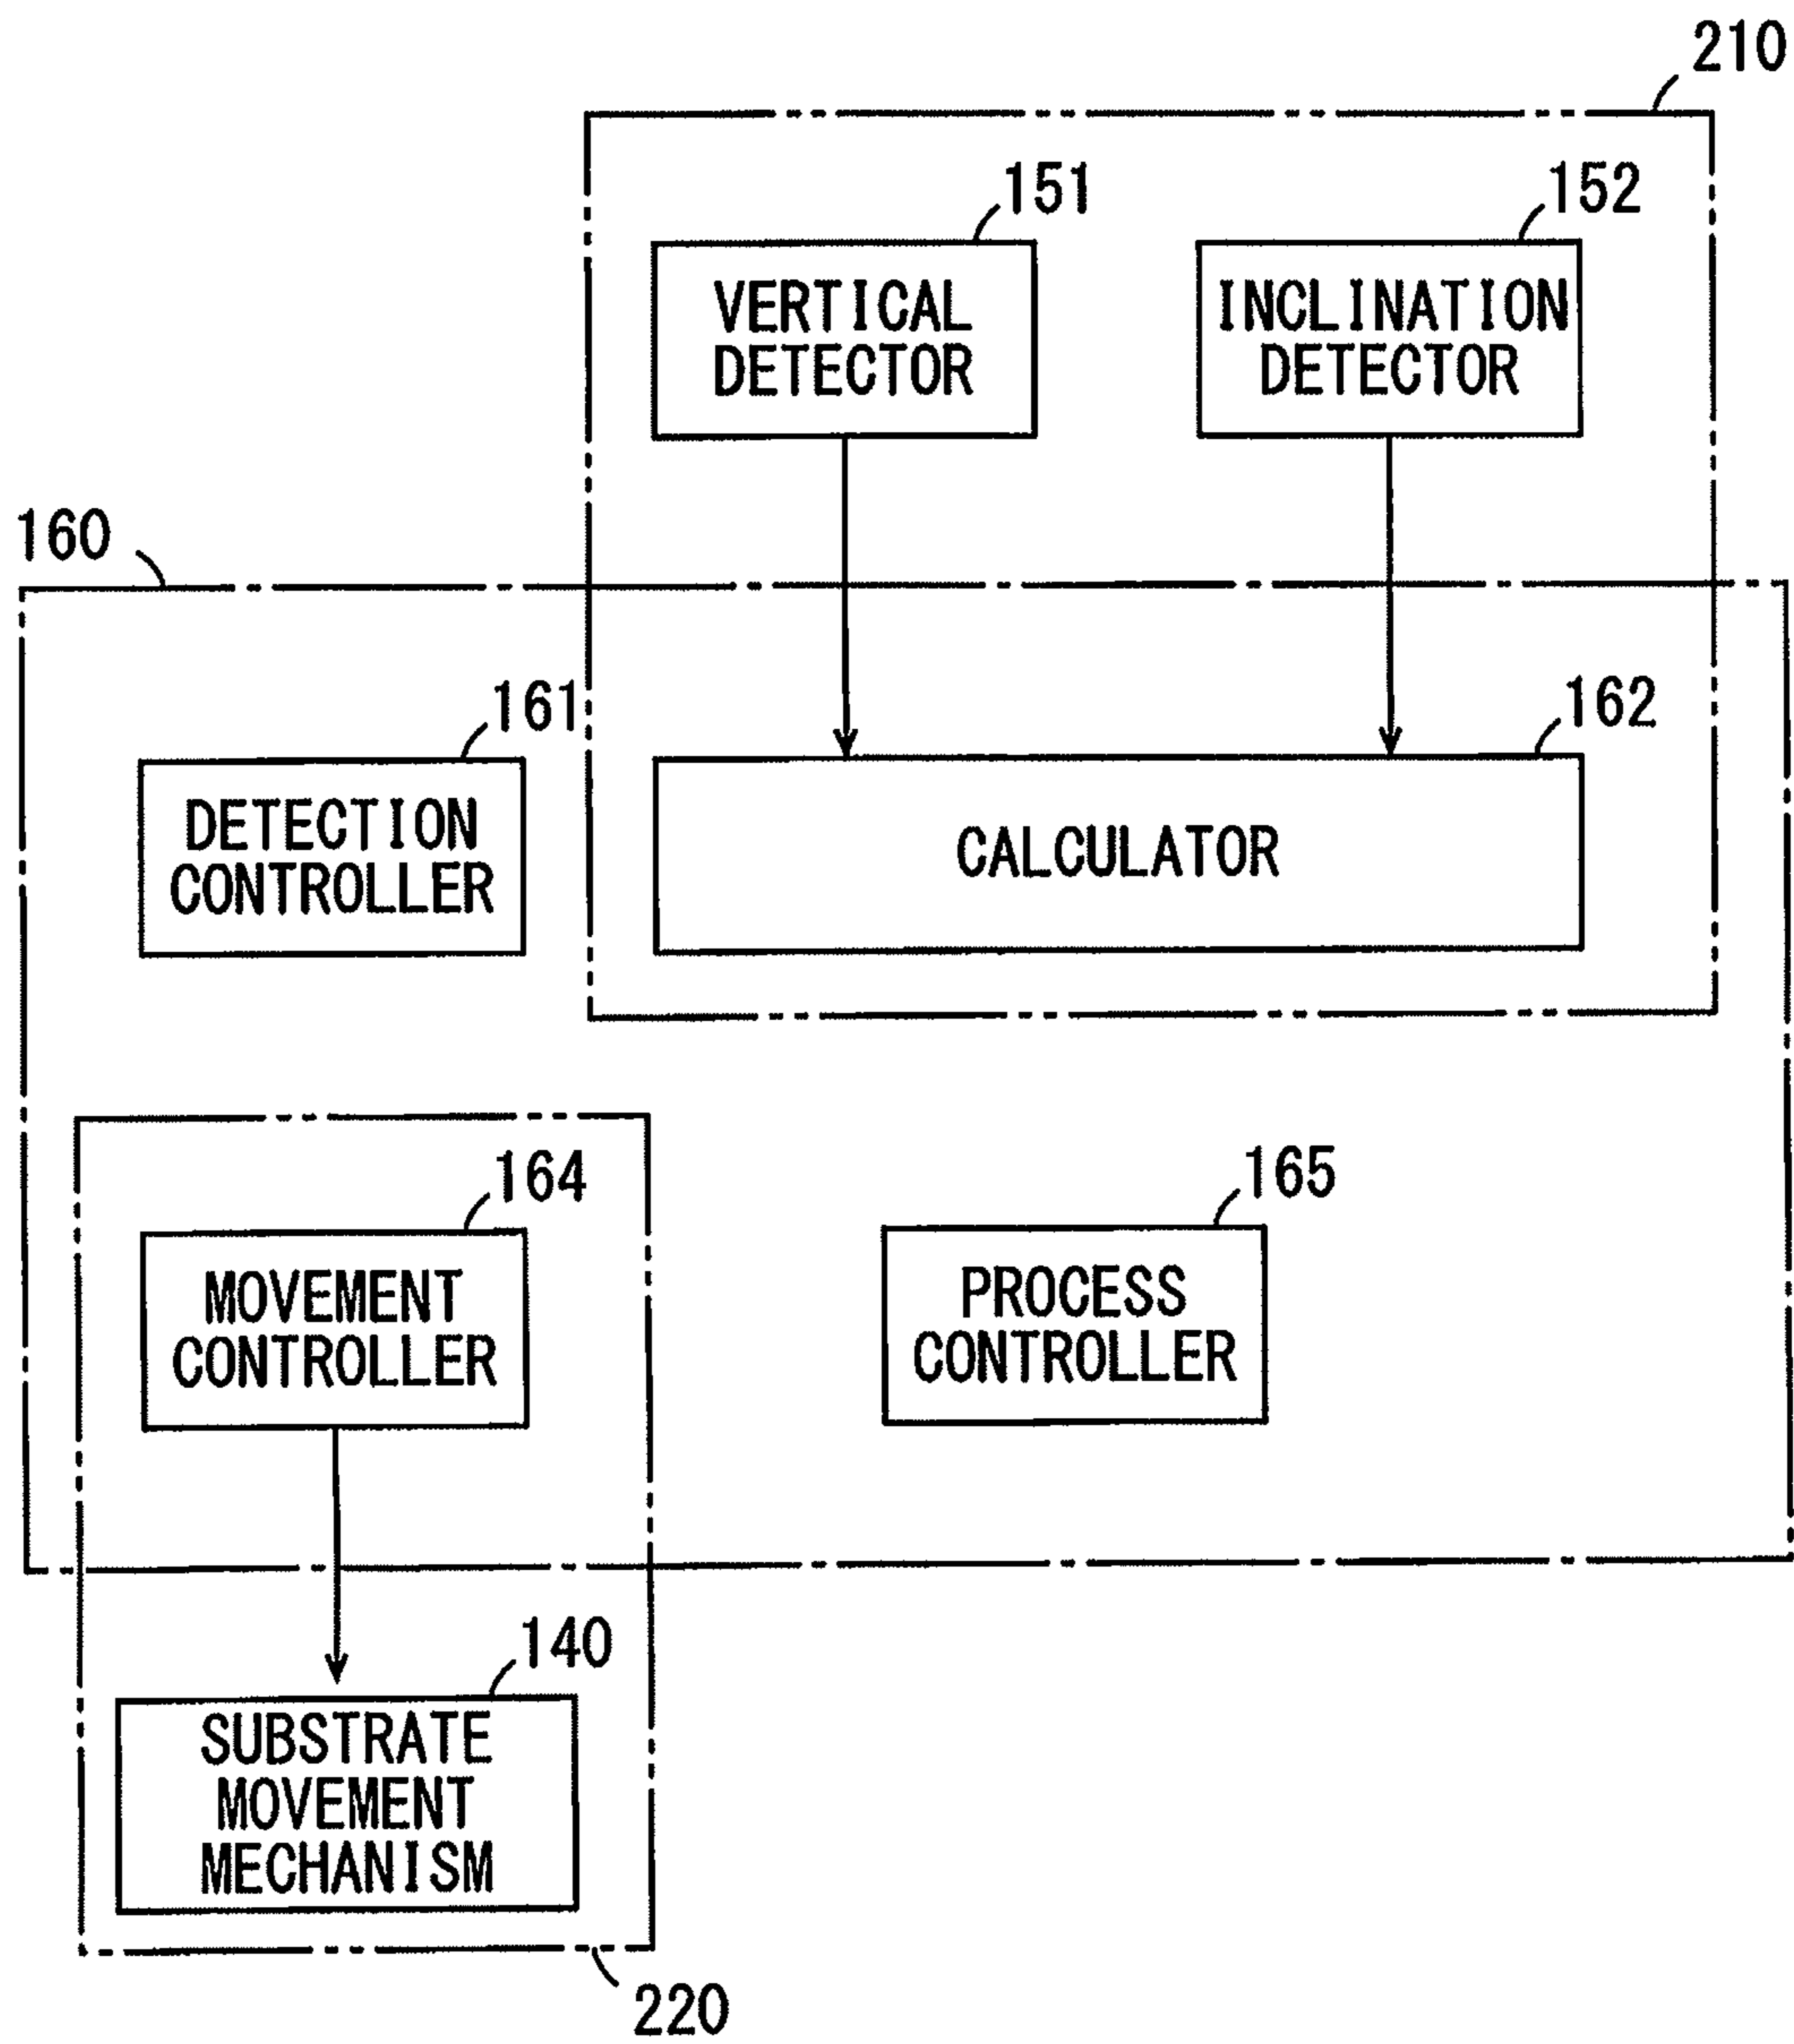 210
151
152
VERTICAL
DETECTOR
INCLINATION
DETECTOR
160
161
162
DETECTION
CONTROLLER
CALCULATOR
164
165
MOVEMENT
CONTROLLER
PROCESS
CONTROLLER
140
SUBSTRATE
MOVEMENT
MECHANISM
220